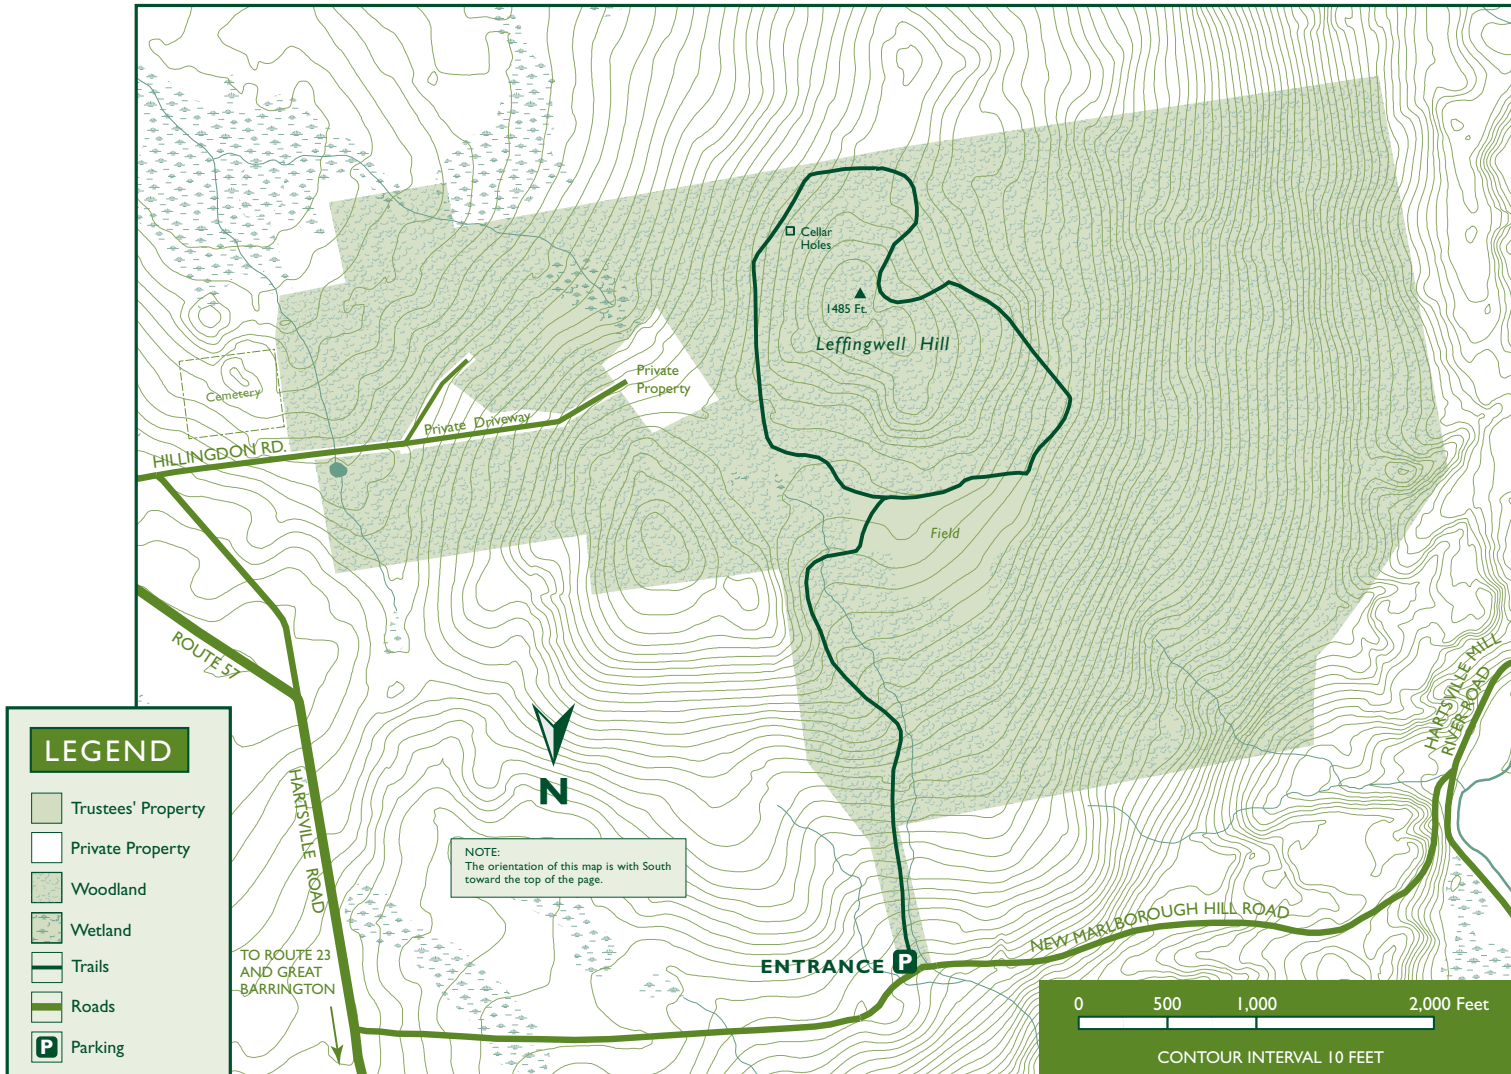 Cellar
Holes
1485 Ft.
Leffingwell Hill
Private
Property
Cemetery
Private Driveway
HILLINGDON RD.
Field
ROUTE 57
HARTSVILLE MILL
RIVER ROAD
N
HARTSVILLE ROAD
NOTE:
The orientation of this map is with South
toward the top of the page.
NEW MARLBOROUGH HILL ROAD
ENTRANCE P
TO ROUTE 23
AND GREAT
BARRINGTON
LEGEND
Trustees' Property
Private Property
Woodland
Wetland
Trails
Roads
P Parking
0 500 1,000 2,000 Feet
CONTOUR INTERVAL 10 FEET